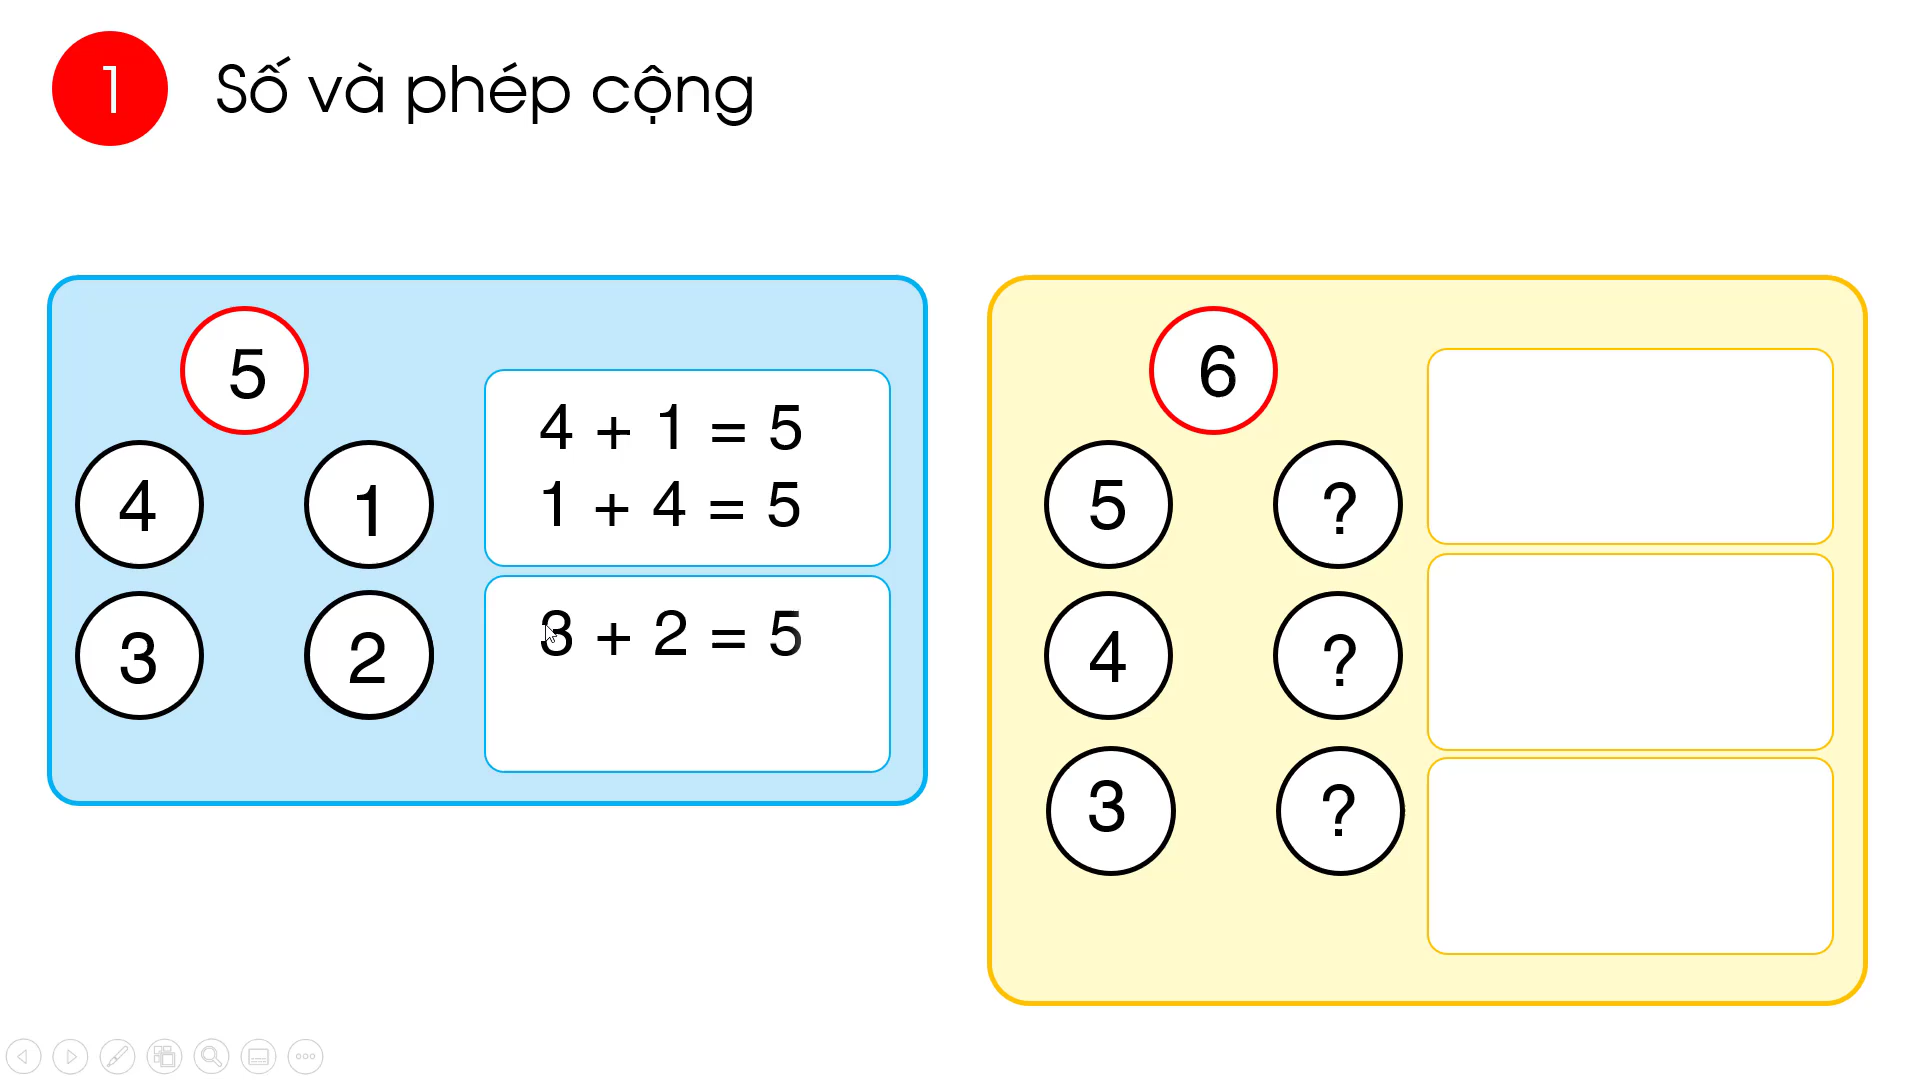 1 Số và phép cộng
5
4 1
3 2
4 + 1 = 5
1 + 4 = 5
3 + 2 = 5
6
5 ?
4 ?
3 ?